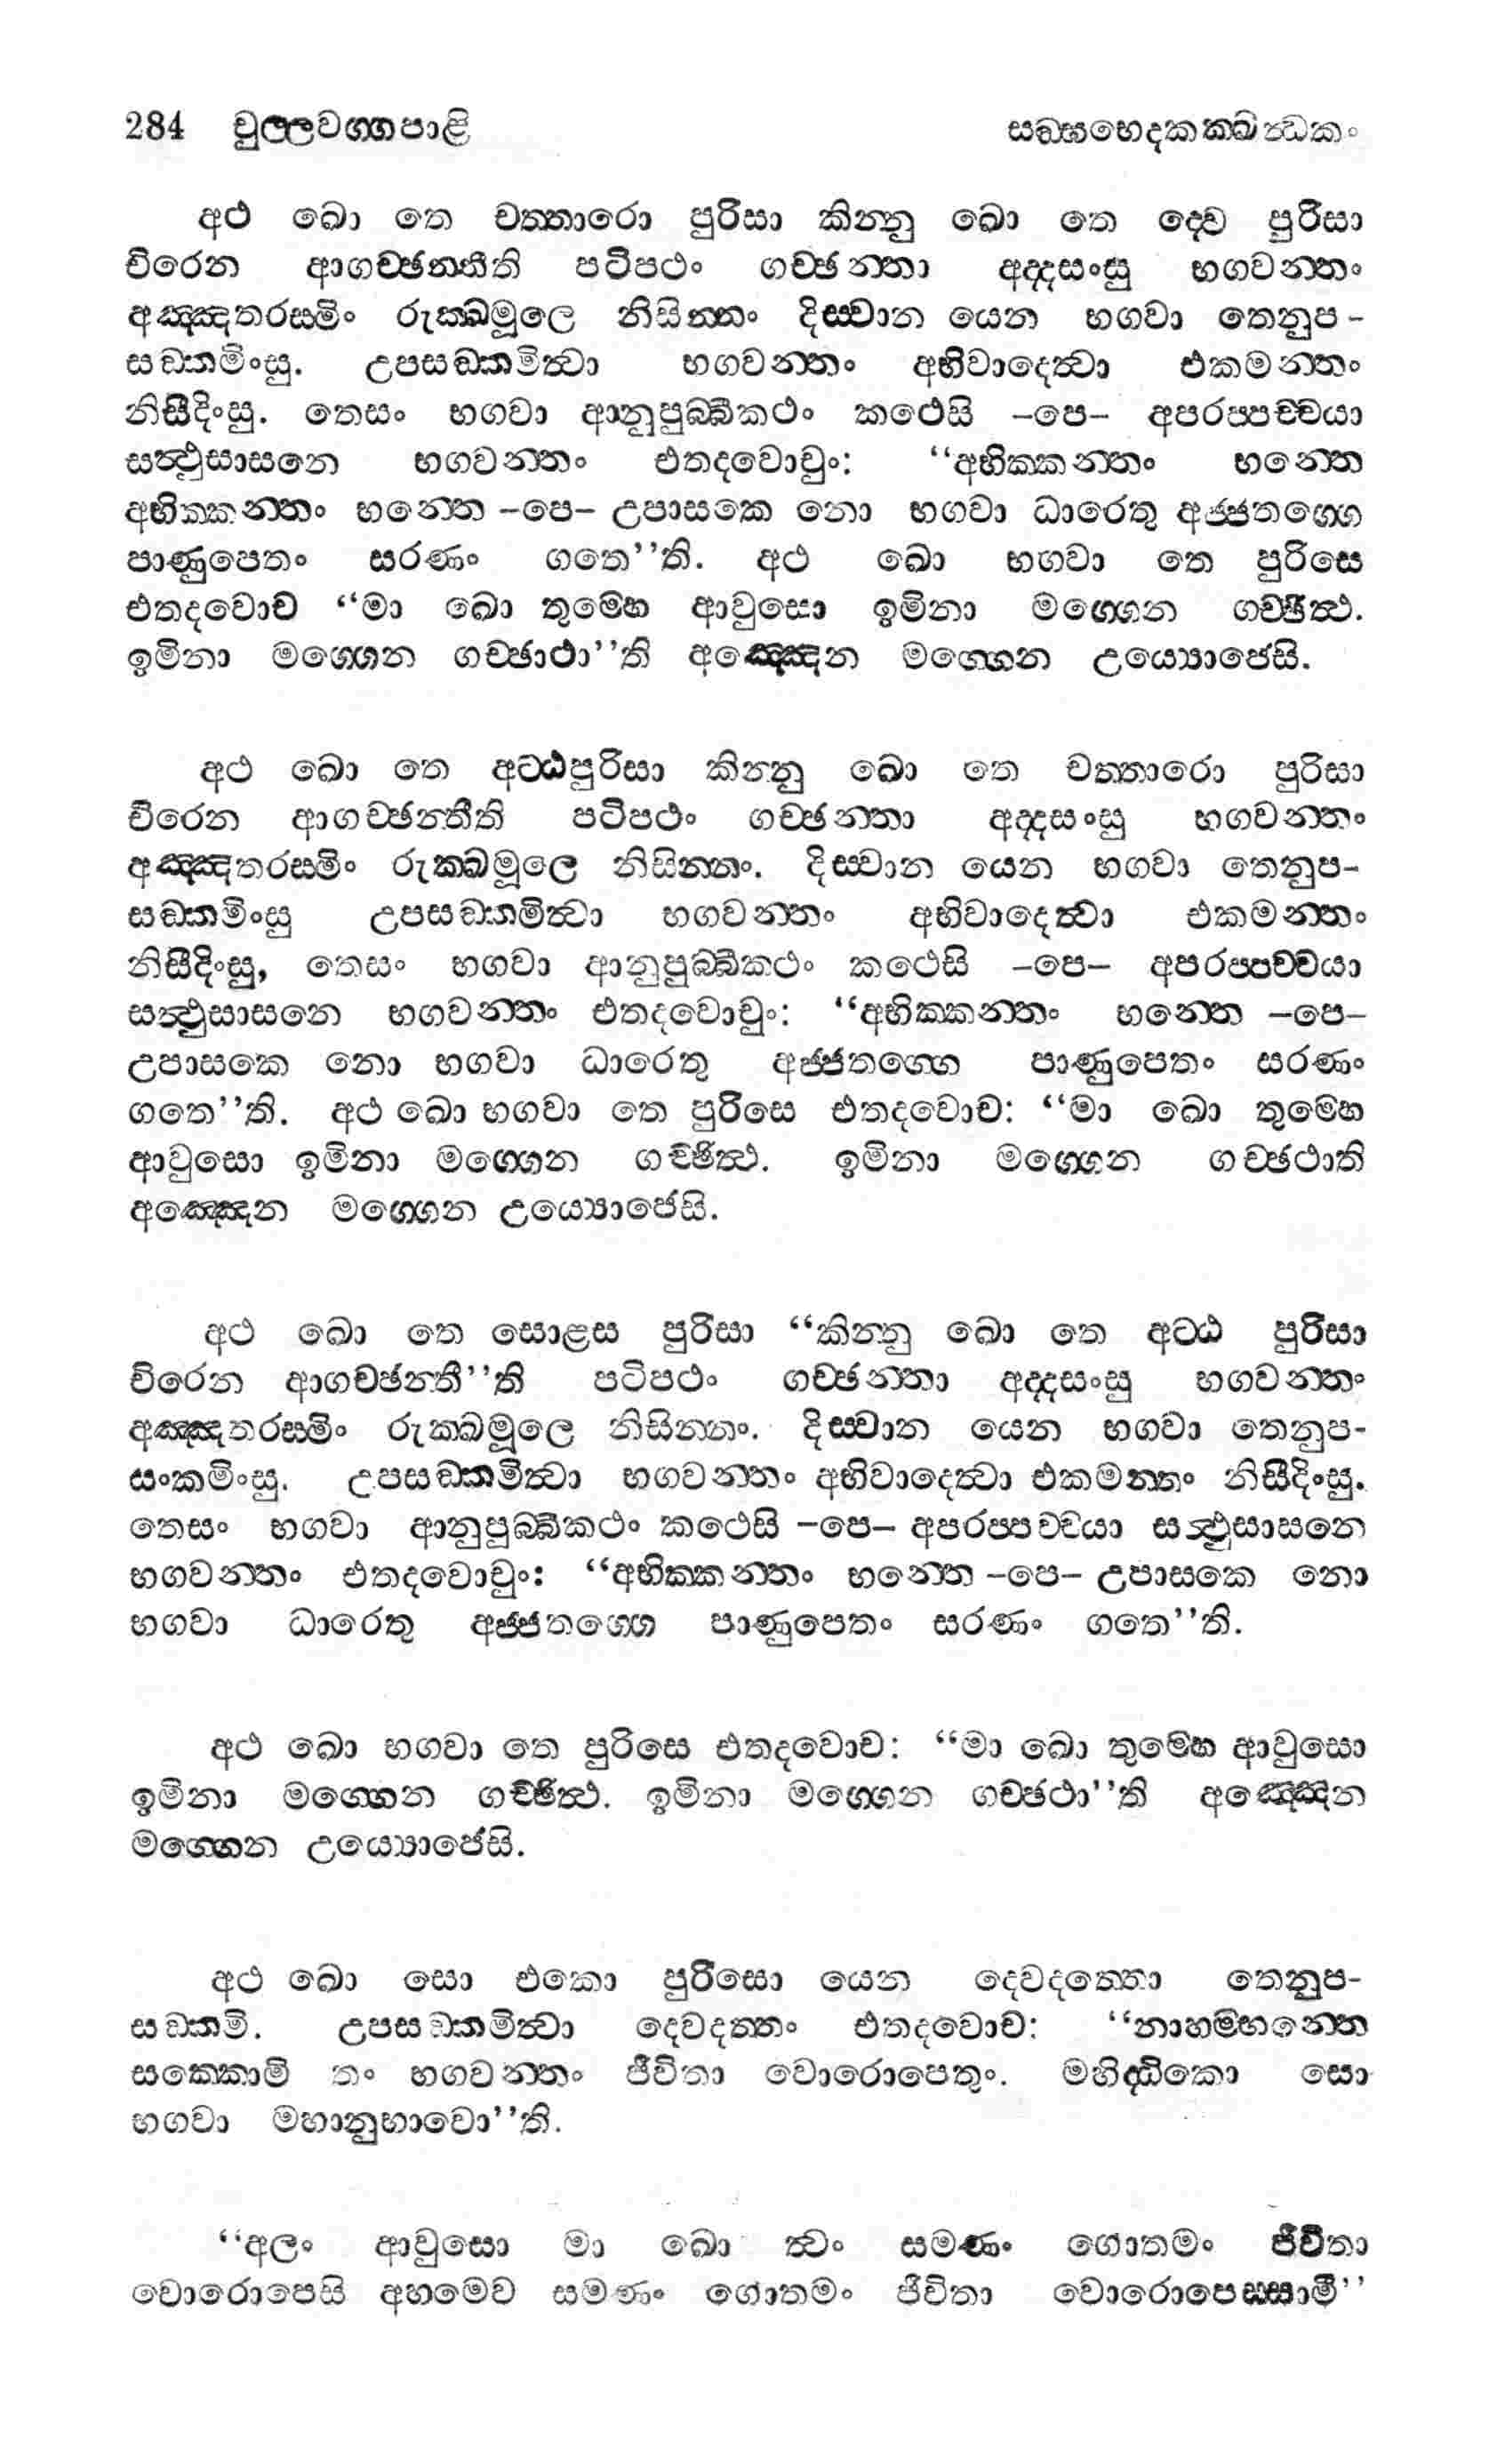 284 චුල්ලවග්ගපාළි සඞ්ඝභෙදකක්ඛන්ධකං
අථ ඛො තෙ චත්තාරො පුරිසා කින්නු ඛො තෙ ද්වෙ පුරිසා
චිරෙන ආගච්ඡන්තීති පටිපථං ගච්ඡන්තා අද්දසංසු භගවන්තං
අඤ්ඤතරස්මිං රුක්ඛමූලෙ නිසින්නං දිස්වාන යෙන භගවා තෙනුප-
සඞ්කමිංසු. උපසඞ්කමිත්වා භගවන්තං අභිවාදෙත්වා එකමන්තං
නිසීදිංසු. තෙසං භගවා ආනුපුබ්බීකථං කථෙසි -පෙ- අපරප්පච්චයා
සත්ථුසාසනෙ භගවන්තං එතදවොචුං: “අභික්කන්තං භන්තෙ
අභික්කන්තං භන්තෙ -පෙ- උපාසකෙ නො භගවා ධාරෙතු අජ්ජතග්ගෙ
පාණුපෙතං සරණං ගතෙ”ති. අථ ඛො භගවා තෙ පුරිසෙ
එතදවොච “මා ඛො තුම්හෙ ආවුසො ඉමිනා මග්ගෙන ගච්ඡිත්ථ.
ඉමිනා මග්ගෙන ගච්ඡාථා”ති අඤ්ඤෙන මග්ගෙන උය්යොජෙසි.
අථ ඛො තෙ අට්ඨපුරිසා කින්නු ඛො තෙ චත්තාරො පුරිසා
චිරෙන ආගච්ඡන්තීති පටිපථං ගච්ඡන්තා අද්දසංසු භගවන්තං
අඤ්ඤතරස්මිං රුක්ඛමූලෙ නිසින්නං. දිස්වාන යෙන භගවා තෙනුප-
සඞ්කමිංසු උපසඞ්කමිත්වා භගවන්තං අභිවාදෙත්වා එකමන්තං
නිසීදිංසු, තෙසං භගවා ආනුපුබ්බීකථං කථෙසි -පෙ- අපරප්පච්චයා
සත්ථුසාසනෙ භගවන්තං එතදවොචුං: “අභික්කන්තං භන්තෙ -පෙ-
උපාසකෙ නො භගවා ධාරෙතු අජ්ජතග්ගෙ පාණුපෙතං සරණං
ගතෙ”ති. අථ ඛො භගවා තෙ පුරිසෙ එතදවොච: “මා ඛො තුම්හෙ
ආවුසො ඉමිනා මග්ගෙන ගච්ඡිත්ථ. ඉමිනා මග්ගෙන ගච්ඡථාති
අඤ්ඤෙන මග්ගෙන උය්යොජෙසි.
අථ ඛො තෙ සොළස පුරිසා “කින්නු ඛො තෙ අට්ඨ පුරිසා
චිරෙන ආගච්ඡන්තී”ති පටිපථං ගච්ඡන්තා අද්දසංසු භගවන්තං
අඤ්ඤතරස්මිං රුක්ඛමූලෙ නිසින්නං. දිස්වාන යෙන භගවා තෙනුප-
සංකමිංසු. උපසඞ්කමිත්වා භගවන්තං අභිවාදෙත්වා එකමන්තං නිසීදිංසු.
තෙසං භගවා ආනුපුබ්බීකථං කථෙසි -පෙ- අපරප්පච්චයා සත්ථුසාසනෙ
භගවන්තං එතදවොචුං: “අභික්කන්තං භන්තෙ -පෙ- උපාසකෙ නො
භගවා ධාරෙතු අජ්ජතග්ගෙ පාණුපෙතං සරණං ගතෙ”ති.
අථ ඛො භගවා තෙ පුරිසෙ එතදවොච: “මා ඛො තුම්හෙ ආවුසො
ඉමිනා මග්ගෙන ගච්ඡිත්ථ. ඉමිනා මග්ගෙන ගච්ඡථා”ති අඤ්ඤෙන
මග්ගෙන උය්යොජෙසි.
අථ ඛො සො එකො පුරිසො යෙන දෙවදත්තො තෙනුප-
සඞ්කමි. උපසඞ්කමිත්වා දෙවදත්තං එතදවොච: “නාහම්භන්තෙ
සක්කොමි තං භගවන්තං ජීවිතා වොරොපෙතුං. මහිද්ධිකො සො
භගවා මහානුභාවො”ති.
“අලං ආවුසො මා ඛො ත්වං සමණං ගොතමං ජීවිතා
වොරොපෙසි අහමෙව සමණං ගොතමං ජීවිතා වොරොපෙස්සාමී”